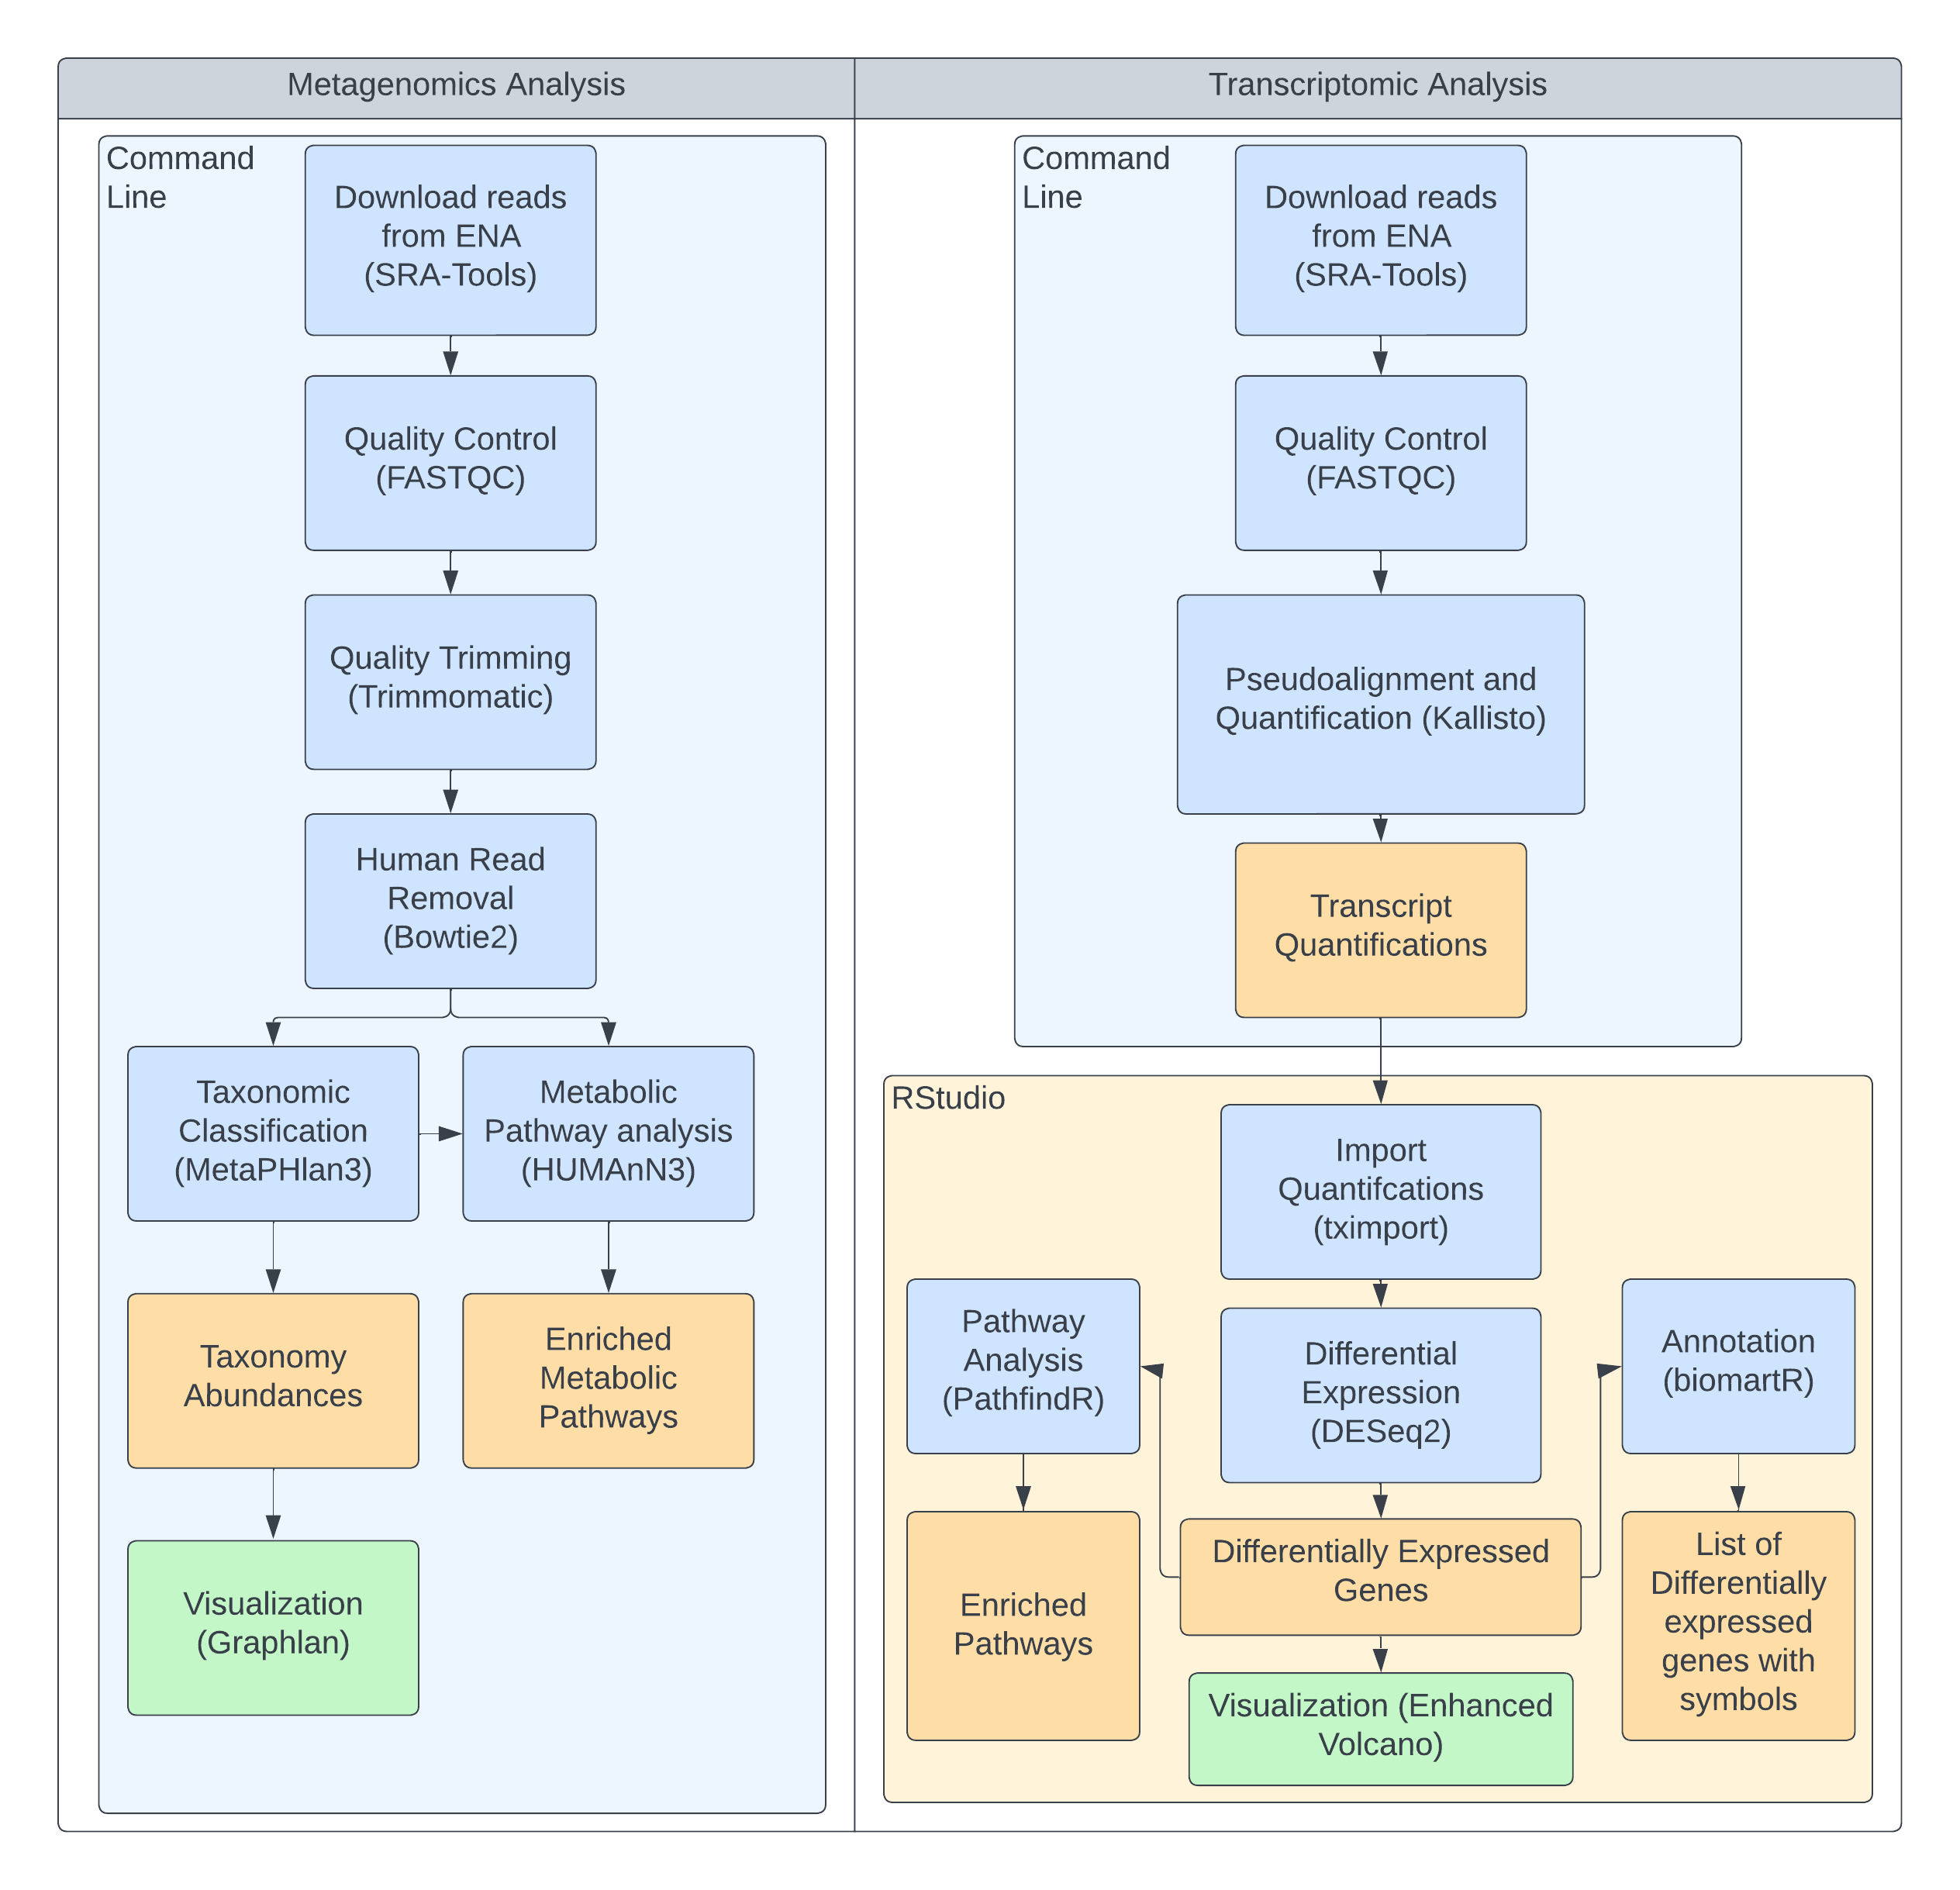 Metagenomics Analysis
Command
Line
Download reads
from ENA
(SRA-Tools)
Quality Control
(FASTQC)
Quality Trimming
(Trimmomatic)
Human Read
Removal
(Bowtie2)
Taxonomic
Classification
(MetaPHlan3)
Metabolic
Pathway analysis
(HUMAnN3)
Taxonomy
Abundances
Enriched
Metabolic
Pathways
Visualization
(Graphlan)
Transcriptomic Analysis
Command
Line
Download reads
from ENA
(SRA-Tools)
Quality Control
(FASTQC)
Pseudoalignment and
Quantification (Kallisto)
Transcript
Quantifications
RStudio
Import
Quantifcations
(tximport)
Pathway
Analysis
(PathfindR)
Differential
Expression
(DESeq2)
Annotation
(biomartR)
Enriched
Pathways
Differentially Expressed
Genes
List of
Differentially
expressed
genes with
symbols
Visualization (Enhanced
Volcano)